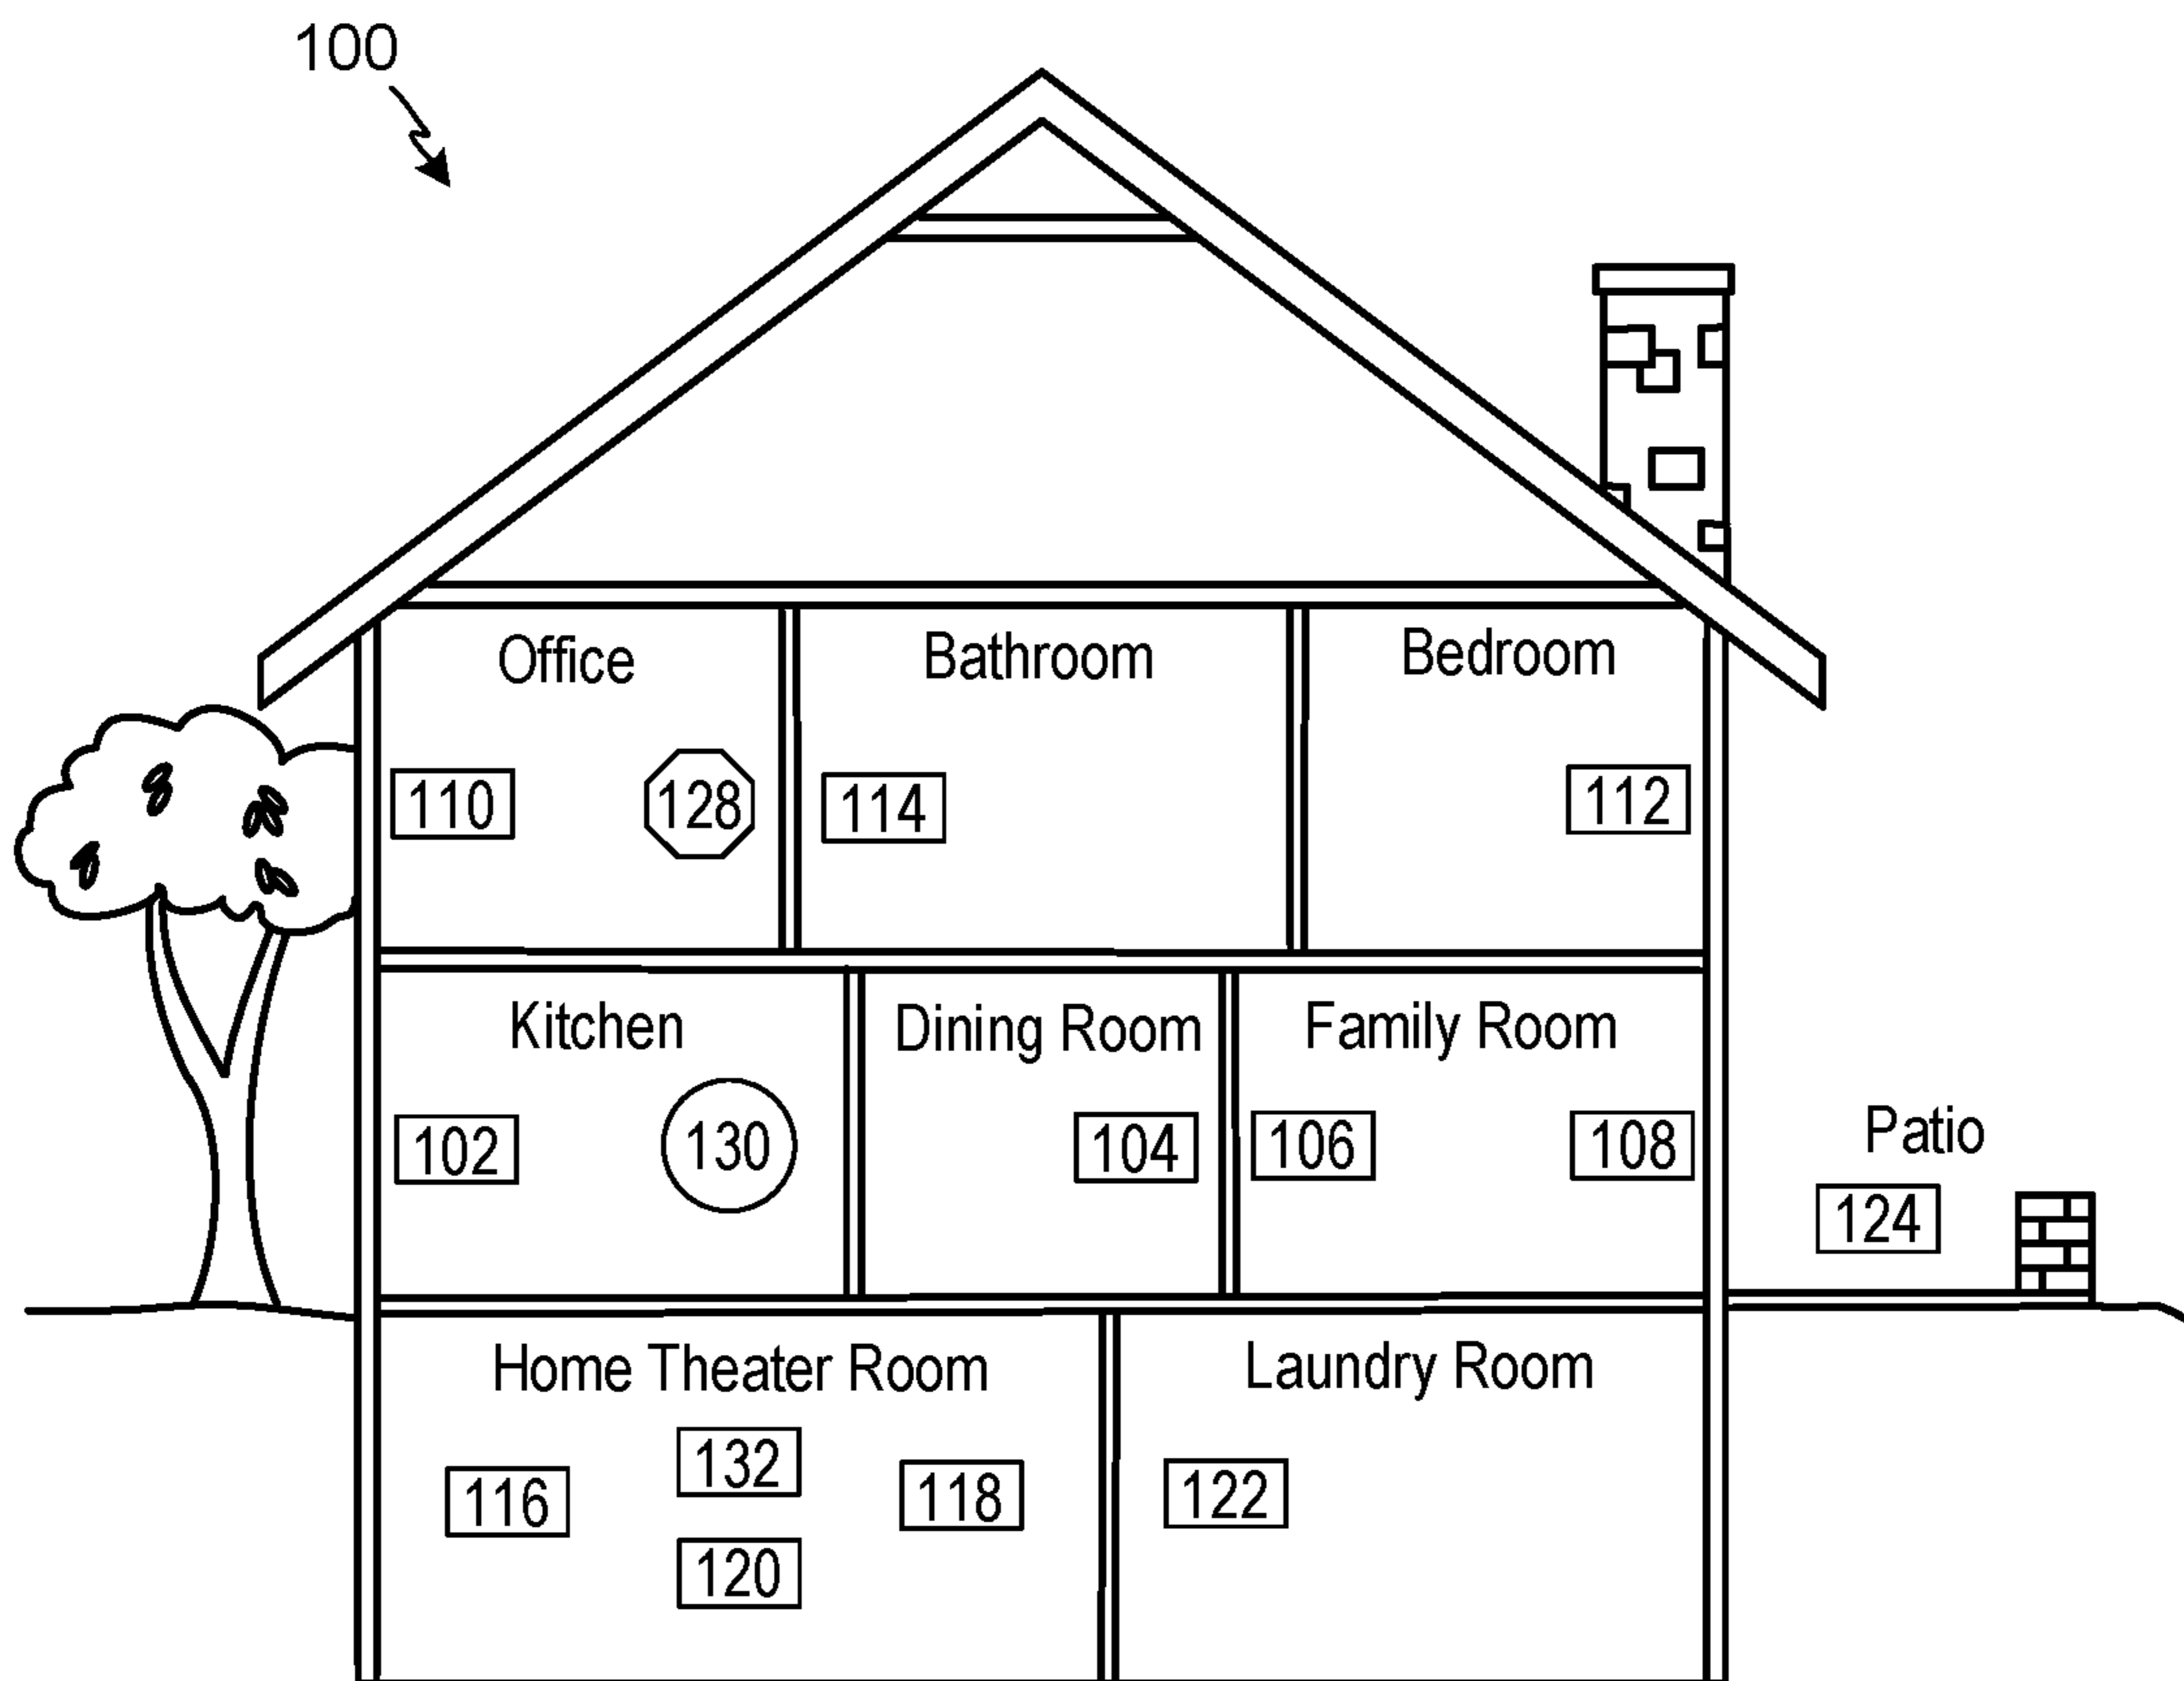 100
Office
Bathroom
Bedroom
110
128
114
112
Kitchen
Dining Room
Family Room
102
130
104
106
108
Patio
124
Home Theater Room
Laundry Room
116
132
118
120
122